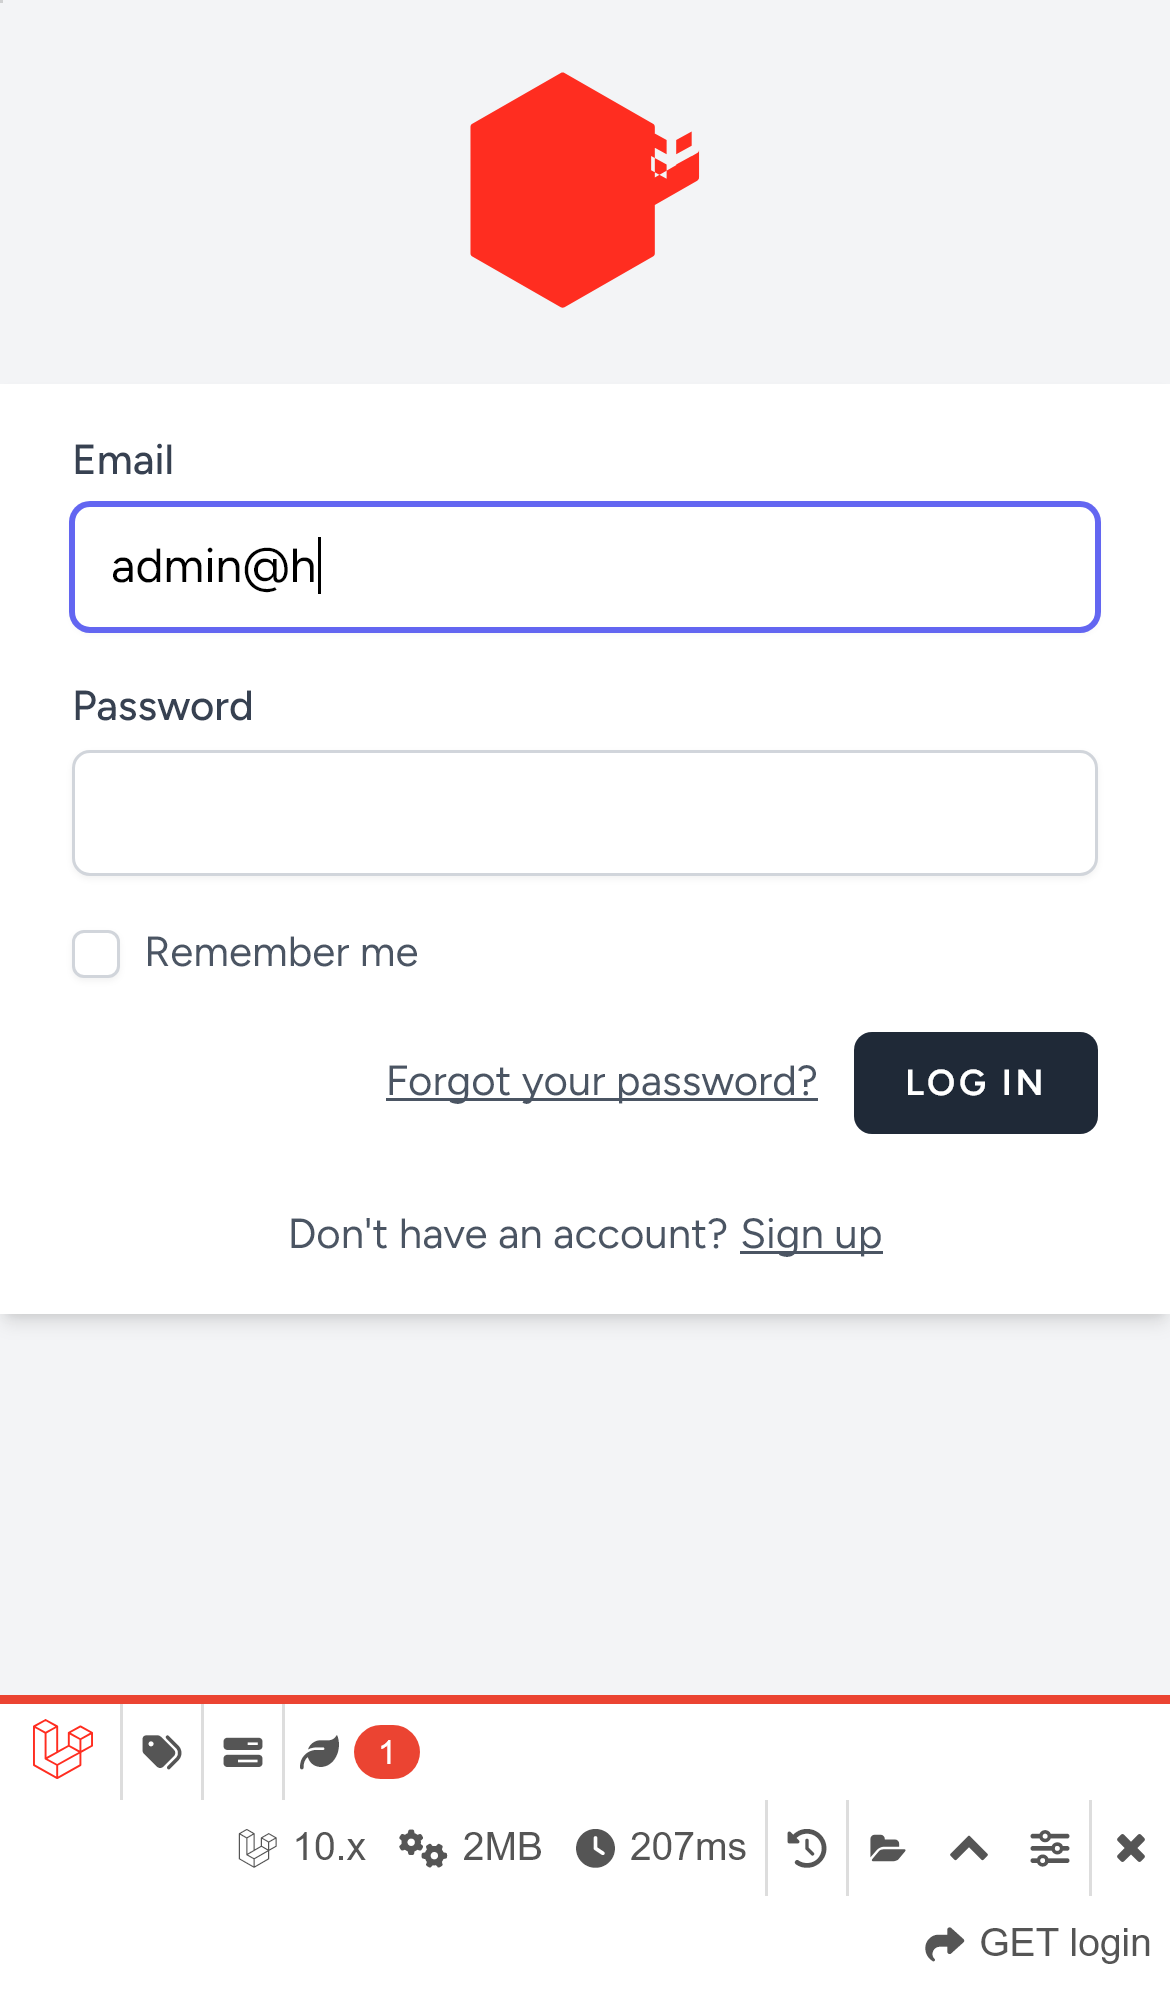 Email
admin@h
Password
Remember me
Forgot your password? LOG IN
Don't have an account? Sign up
1
10.x 2MB 207ms
GET login